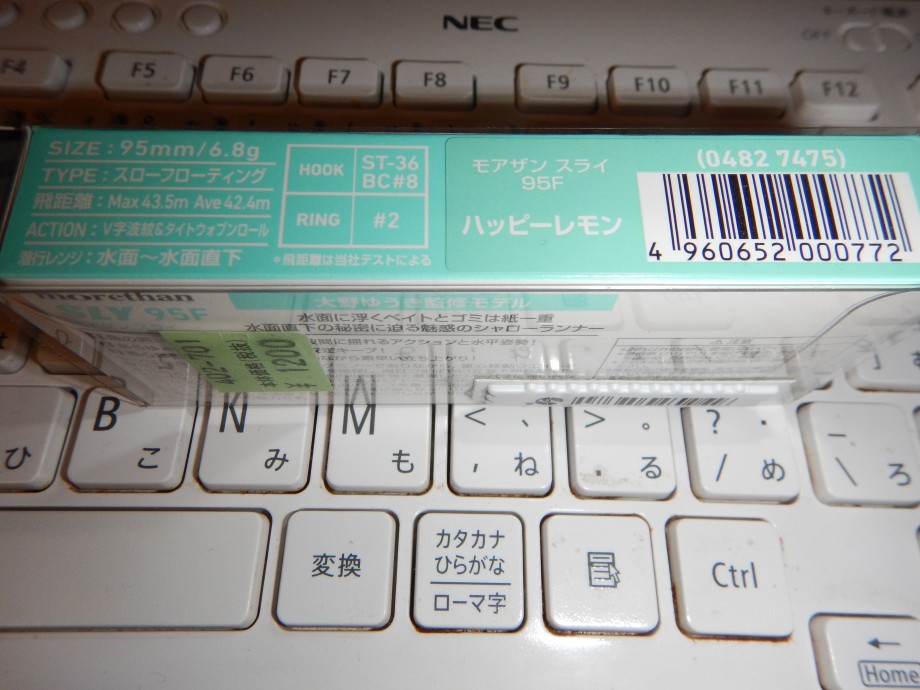 NEC
OFF
F4 F5 F6 F7 F8 F9 F10 F11 F12
SIZE：95mm/6.8g
TYPE：スローフローティング
飛距離：Max 43.5m Ave 42.4m
ACTION：V字波紋&タイトウォブンロール
潜行レンジ：水面〜水面直下
HOOK ST-36 BC#8
RING #2
*飛距離は当社テストによる
モアザン スライ
95F
ハッピーレモン
(0482 7475)
4 960652 000772
morethan
SLY 95F
大野ゆうき監修モデル
水面に浮くベイトとゴミは紙一重
水面直下の秘密に迫る魅惑のシャローランナー
¥1200
ひ
B こ
N み
M も
< 、 , ね
> 。 . る
? ・ / め
_ \ ろ
変換
カタカナ
ひらがな
ローマ字
Ctrl
←
Home